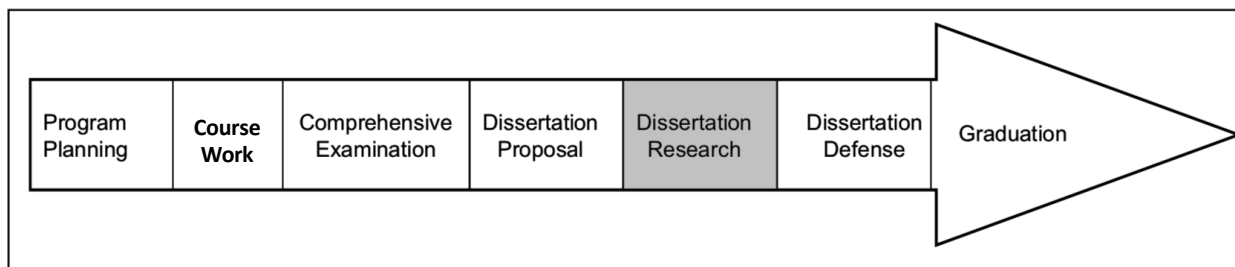 Program
Planning
Course
Work
Comprehensive
Examination
Dissertation
Proposal
Dissertation
Research
Dissertation
Defense
Graduation